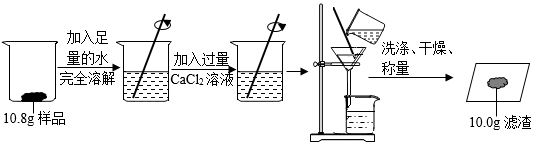 加入足
量的水
完全溶解
加入过量
CaCl2溶液
洗涤、干燥、
称量
10.8g 样品
10.0g 滤渣